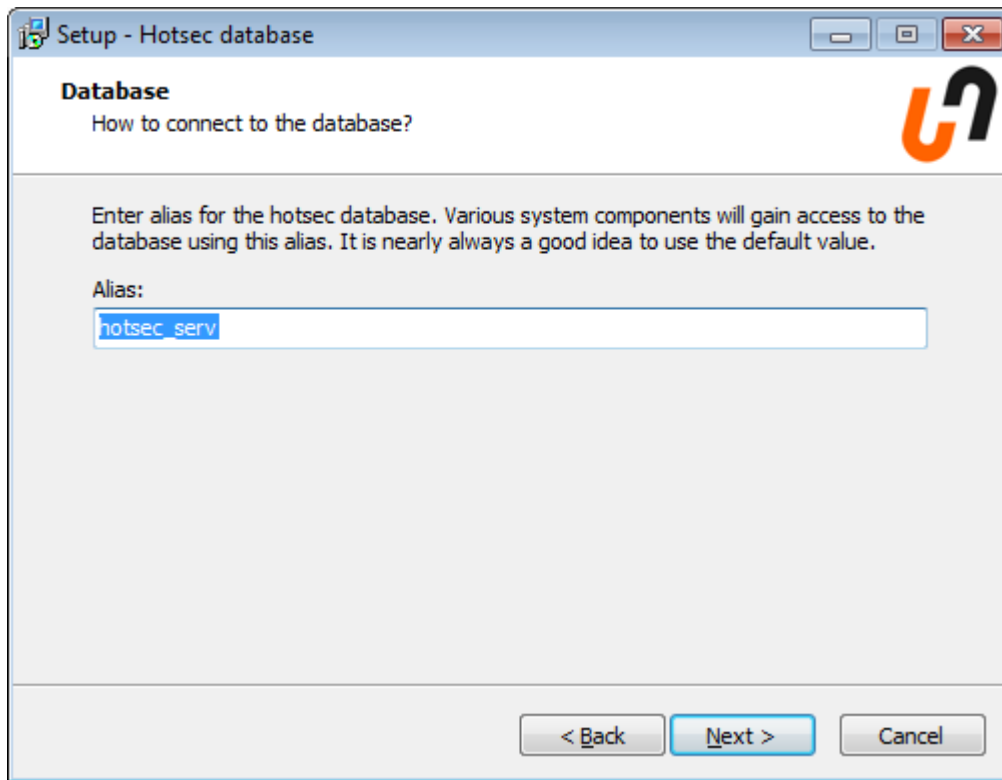 Setup - Hotsec database
Database
How to connect to the database?
Enter alias for the hotsec database. Various system components will gain access to the
database using this alias. It is nearly always a good idea to use the default value.
Alias:
hotsec_serv
< Back
Next >
Cancel